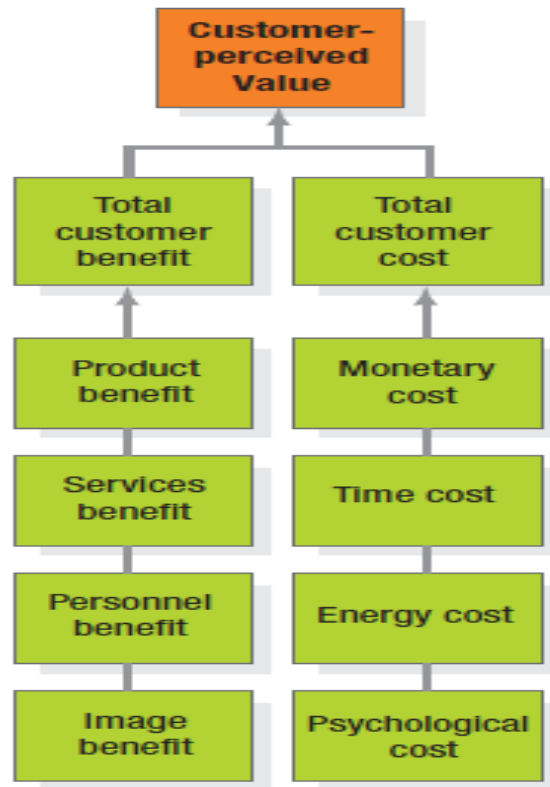 Customer-
perceived
Value
Total
customer
benefit
Total
customer
cost
Product
benefit
Monetary
cost
Services
benefit
Time cost
Personnel
benefit
Energy cost
Image
benefit
Psychological
cost